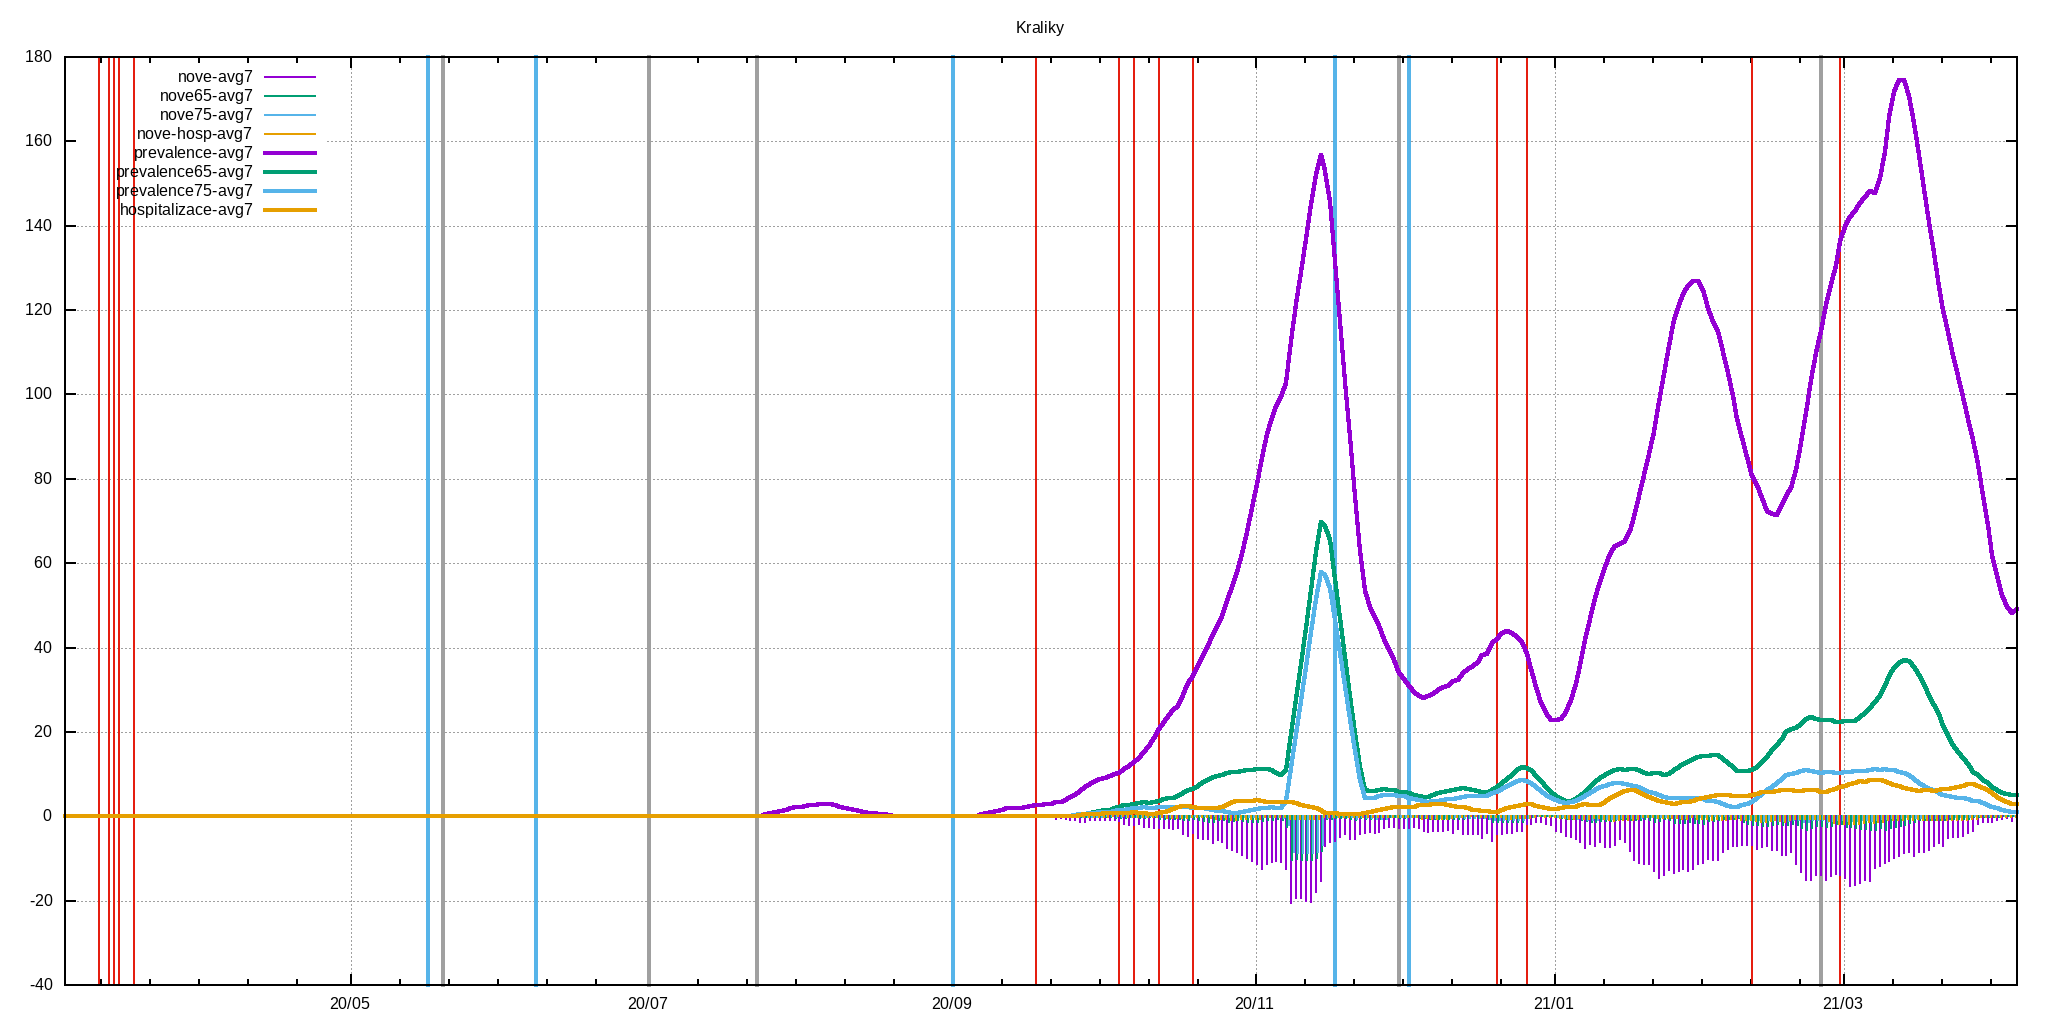 Kraliky
180
160
140
120
100
80
60
40
20
0
-20
-40
nove-avg7
nove65-avg7
nove75-avg7
nove-hosp-avg7
prevalence-avg7
prevalence65-avg7
prevalence75-avg7
hospitalizace-avg7
20/05
20/07
20/09
20/11
21/01
21/03